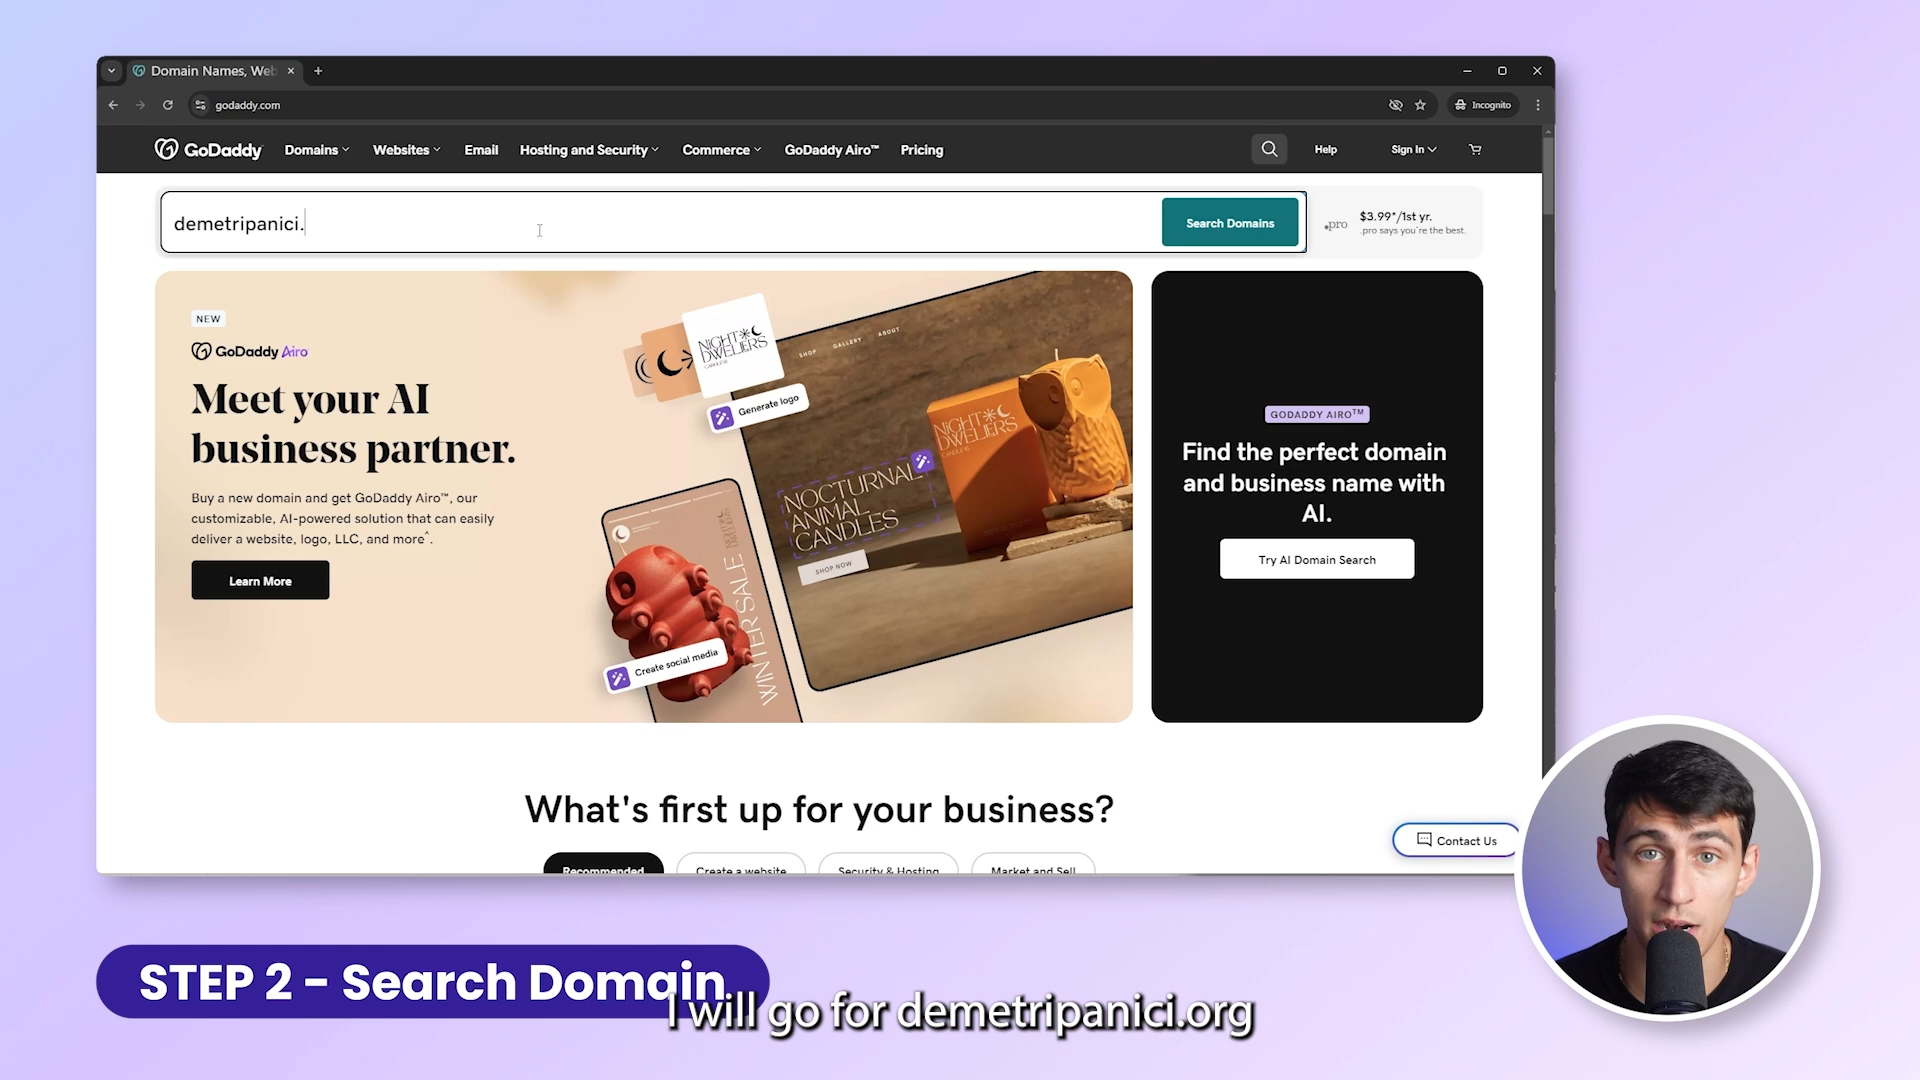 Domain Names, Web
godaddy.com
Incognito
GoDaddy
Domains
Websites
Email
Hosting and Security
Commerce
GoDaddy Airo™
Pricing
Help
Sign In
demetripanici.
Search Domains
.pro
$3.99*/1st yr.
.pro says you're the best.
NEW
GoDaddy Airo
Meet your AI
business partner.
Buy a new domain and get GoDaddy Airo™, our
customizable, AI-powered solution that can easily
deliver a website, logo, LLC, and more^.
Learn More
NIGHT
DWELLERS
Generate logo
SHOP GALLERY ABOUT
NIGHT
DWELLERS
NOCTURNAL
ANIMAL
CANDLES
SHOP NOW
WINTER SALE
Create social media
GODADDY AIRO™
Find the perfect domain
and business name with
AI.
Try AI Domain Search
What's first up for your business?
Recommended
Create a website
Security & Hosting
Market and Sell
Contact Us
STEP 2 - Search Domain
I will go for demetripanici.org